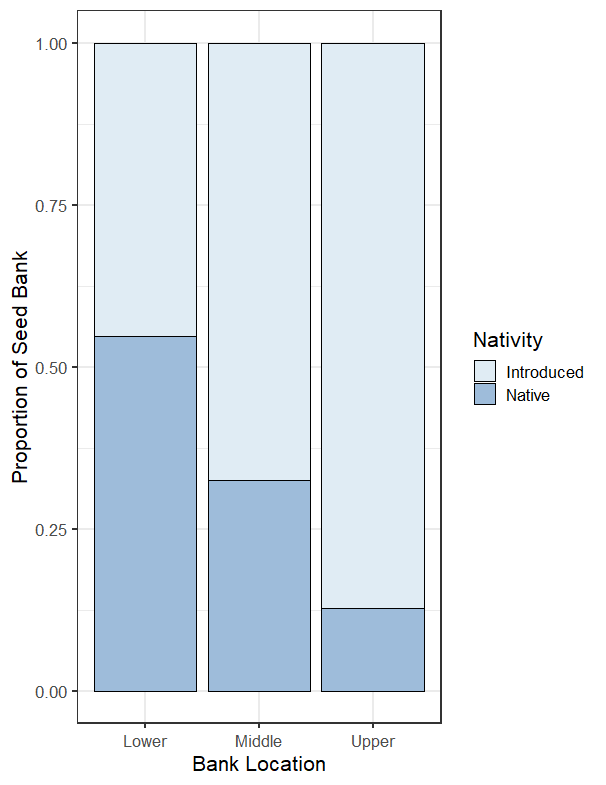 1.00
0.75
0.50
0.25
0.00
Proportion of Seed Bank
Lower Middle Upper
Bank Location
Nativity
Introduced
Native